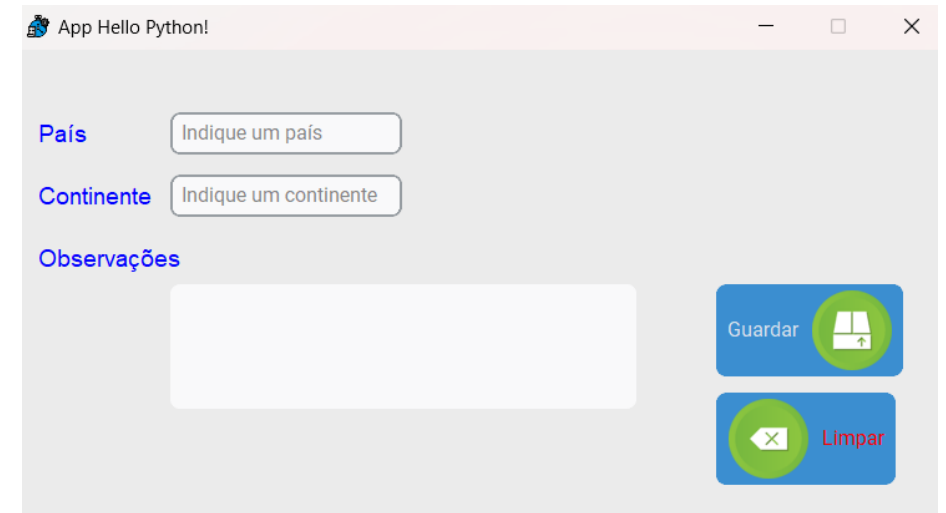 App Hello Python!
País
Indique um país
Continente
Indique um continente
Observações
Guardar
Limpar